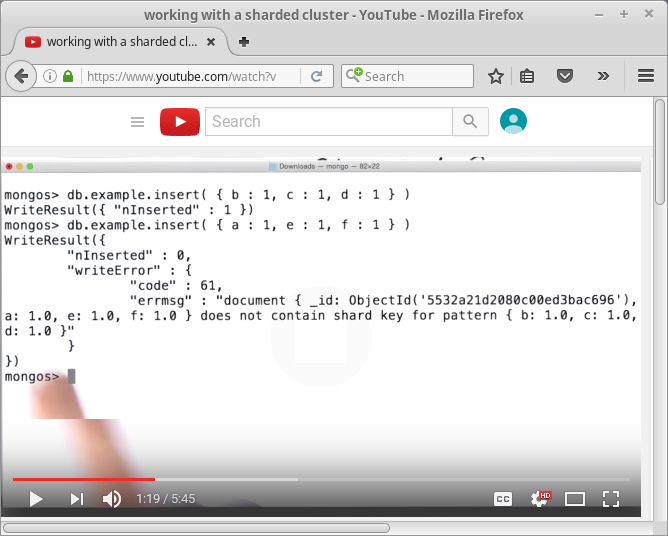 working with a sharded cluster - YouTube - Mozilla Firefox
working with a sharded cl...
https://www.youtube.com/watch?v
Search
Search
Downloads — mongo — 82×22
mongos> db.example.insert( { b : 1, c : 1, d : 1 } )
WriteResult({ "nInserted" : 1 })
mongos> db.example.insert( { a : 1, e : 1, f : 1 } )
WriteResult({
"nInserted" : 0,
"writeError" : {
"code" : 61,
"errmsg" : "document { _id: ObjectId('5532a21d2080c00ed3bac696'),
a: 1.0, e: 1.0, f: 1.0 } does not contain shard key for pattern { b: 1.0, c: 1.0,
d: 1.0 }"
}
})
mongos>
1:19 / 5:45
CC
HD